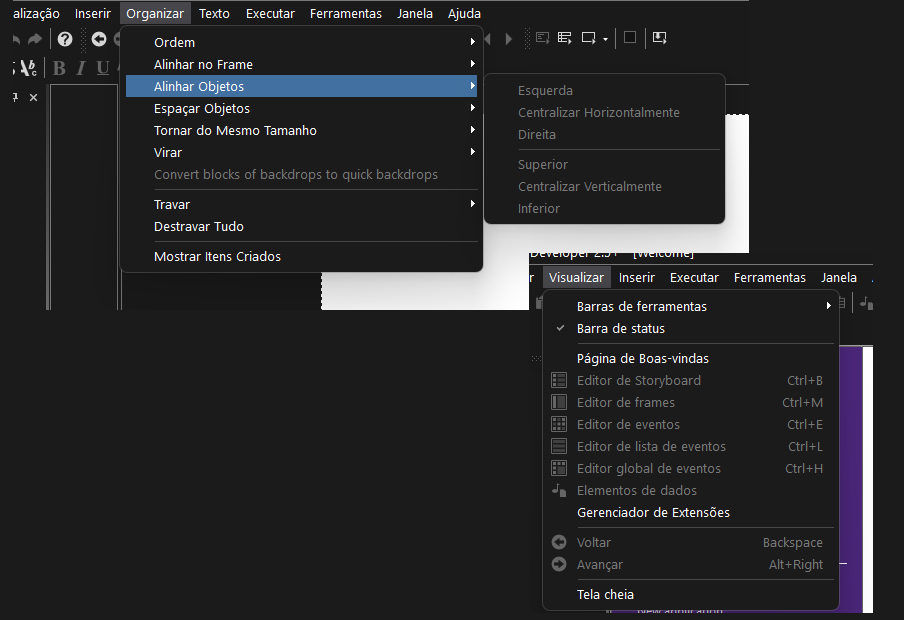 alização Inserir Organizar Texto Executar Ferramentas Janela Ajuda
B I U
Ordem
Alinhar no Frame
Alinhar Objetos
Espaçar Objetos
Tornar do Mesmo Tamanho
Virar
Convert blocks of backdrops to quick backdrops
Travar
Destravar Tudo
Mostrar Itens Criados
Esquerda
Centralizar Horizontalmente
Direita
Superior
Centralizar Verticalmente
Inferior
Developer 2.5+ [Welcome]
r Visualizar Inserir Executar Ferramentas Janela
Barras de ferramentas
Barra de status
Página de Boas-vindas
Editor de Storyboard Ctrl+B
Editor de frames Ctrl+M
Editor de eventos Ctrl+E
Editor de lista de eventos Ctrl+L
Editor global de eventos Ctrl+H
Elementos de dados
Gerenciador de Extensões
Voltar Backspace
Avançar Alt+Right
Tela cheia
New application